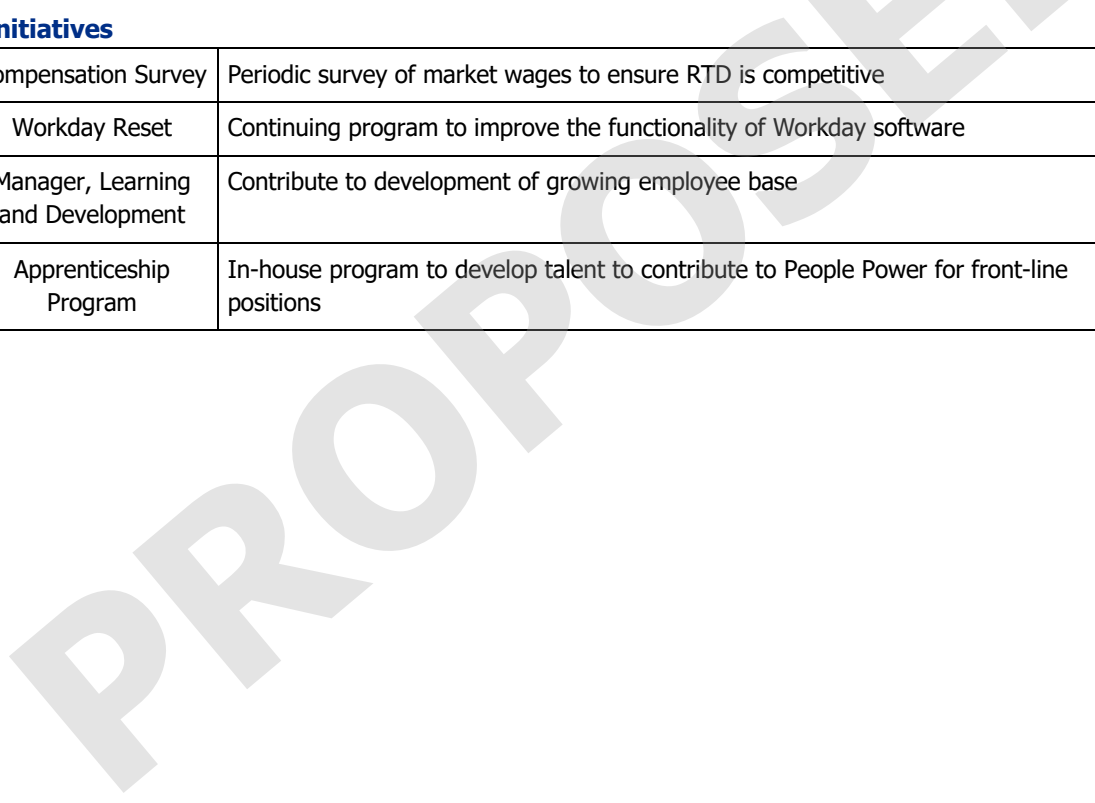 nitiatives
ompensation Survey Periodic survey of market wages to ensure RTD is competitive
Workday Reset Continuing program to improve the functionality of Workday software
Manager, Learning and Development Contribute to development of growing employee base
Apprenticeship Program In-house program to develop talent to contribute to People Power for front-line
positions
PROPOSE